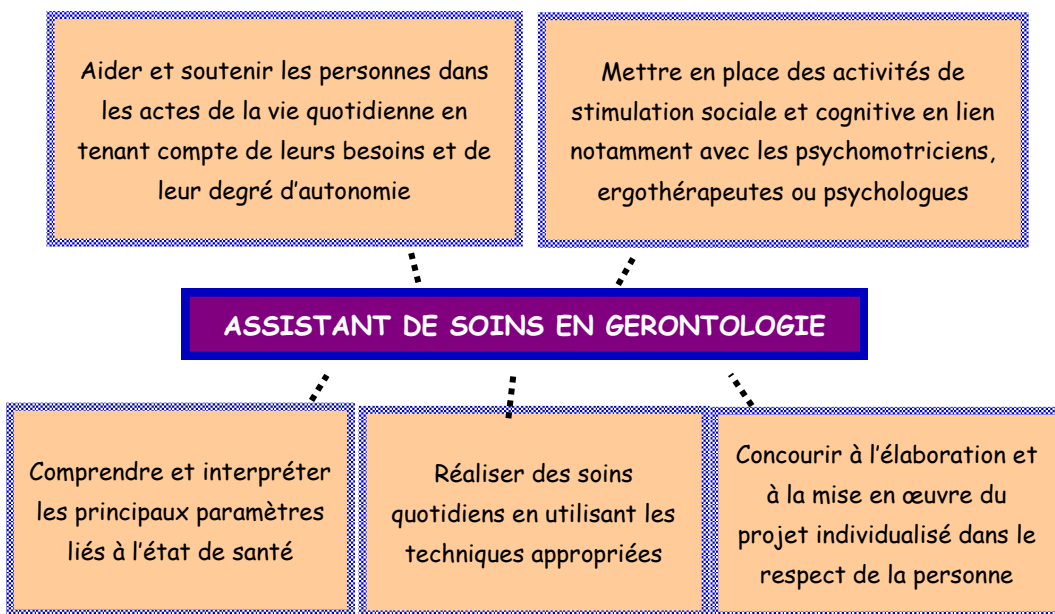 Aider et soutenir les personnes dans
les actes de la vie quotidienne en
tenant compte de leurs besoins et de
leur degré d'autonomie
Mettre en place des activités de
stimulation sociale et cognitive en lien
notamment avec les psychomotriciens,
ergothérapeutes ou psychologues
ASSISTANT DE SOINS EN GERONTOLOGIE
Comprendre et interpréter
les principaux paramètres
liés à l'état de santé
Réaliser des soins
quotidiens en utilisant les
techniques appropriées
Concourir à l'élaboration et
à la mise en œuvre du
projet individualisé dans le
respect de la personne